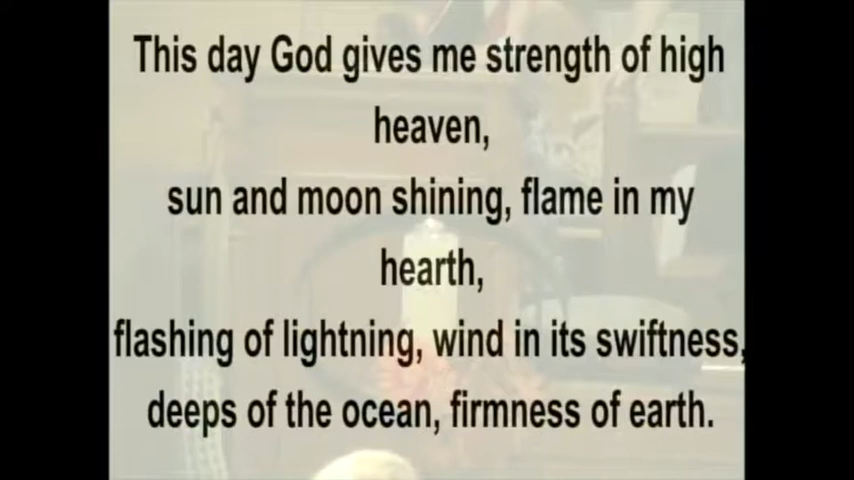 This day God gives me strength of high
heaven,
sun and moon shining, flame in my
hearth,
flashing of lightning, wind in its swiftness,
deeps of the ocean, firmness of earth.